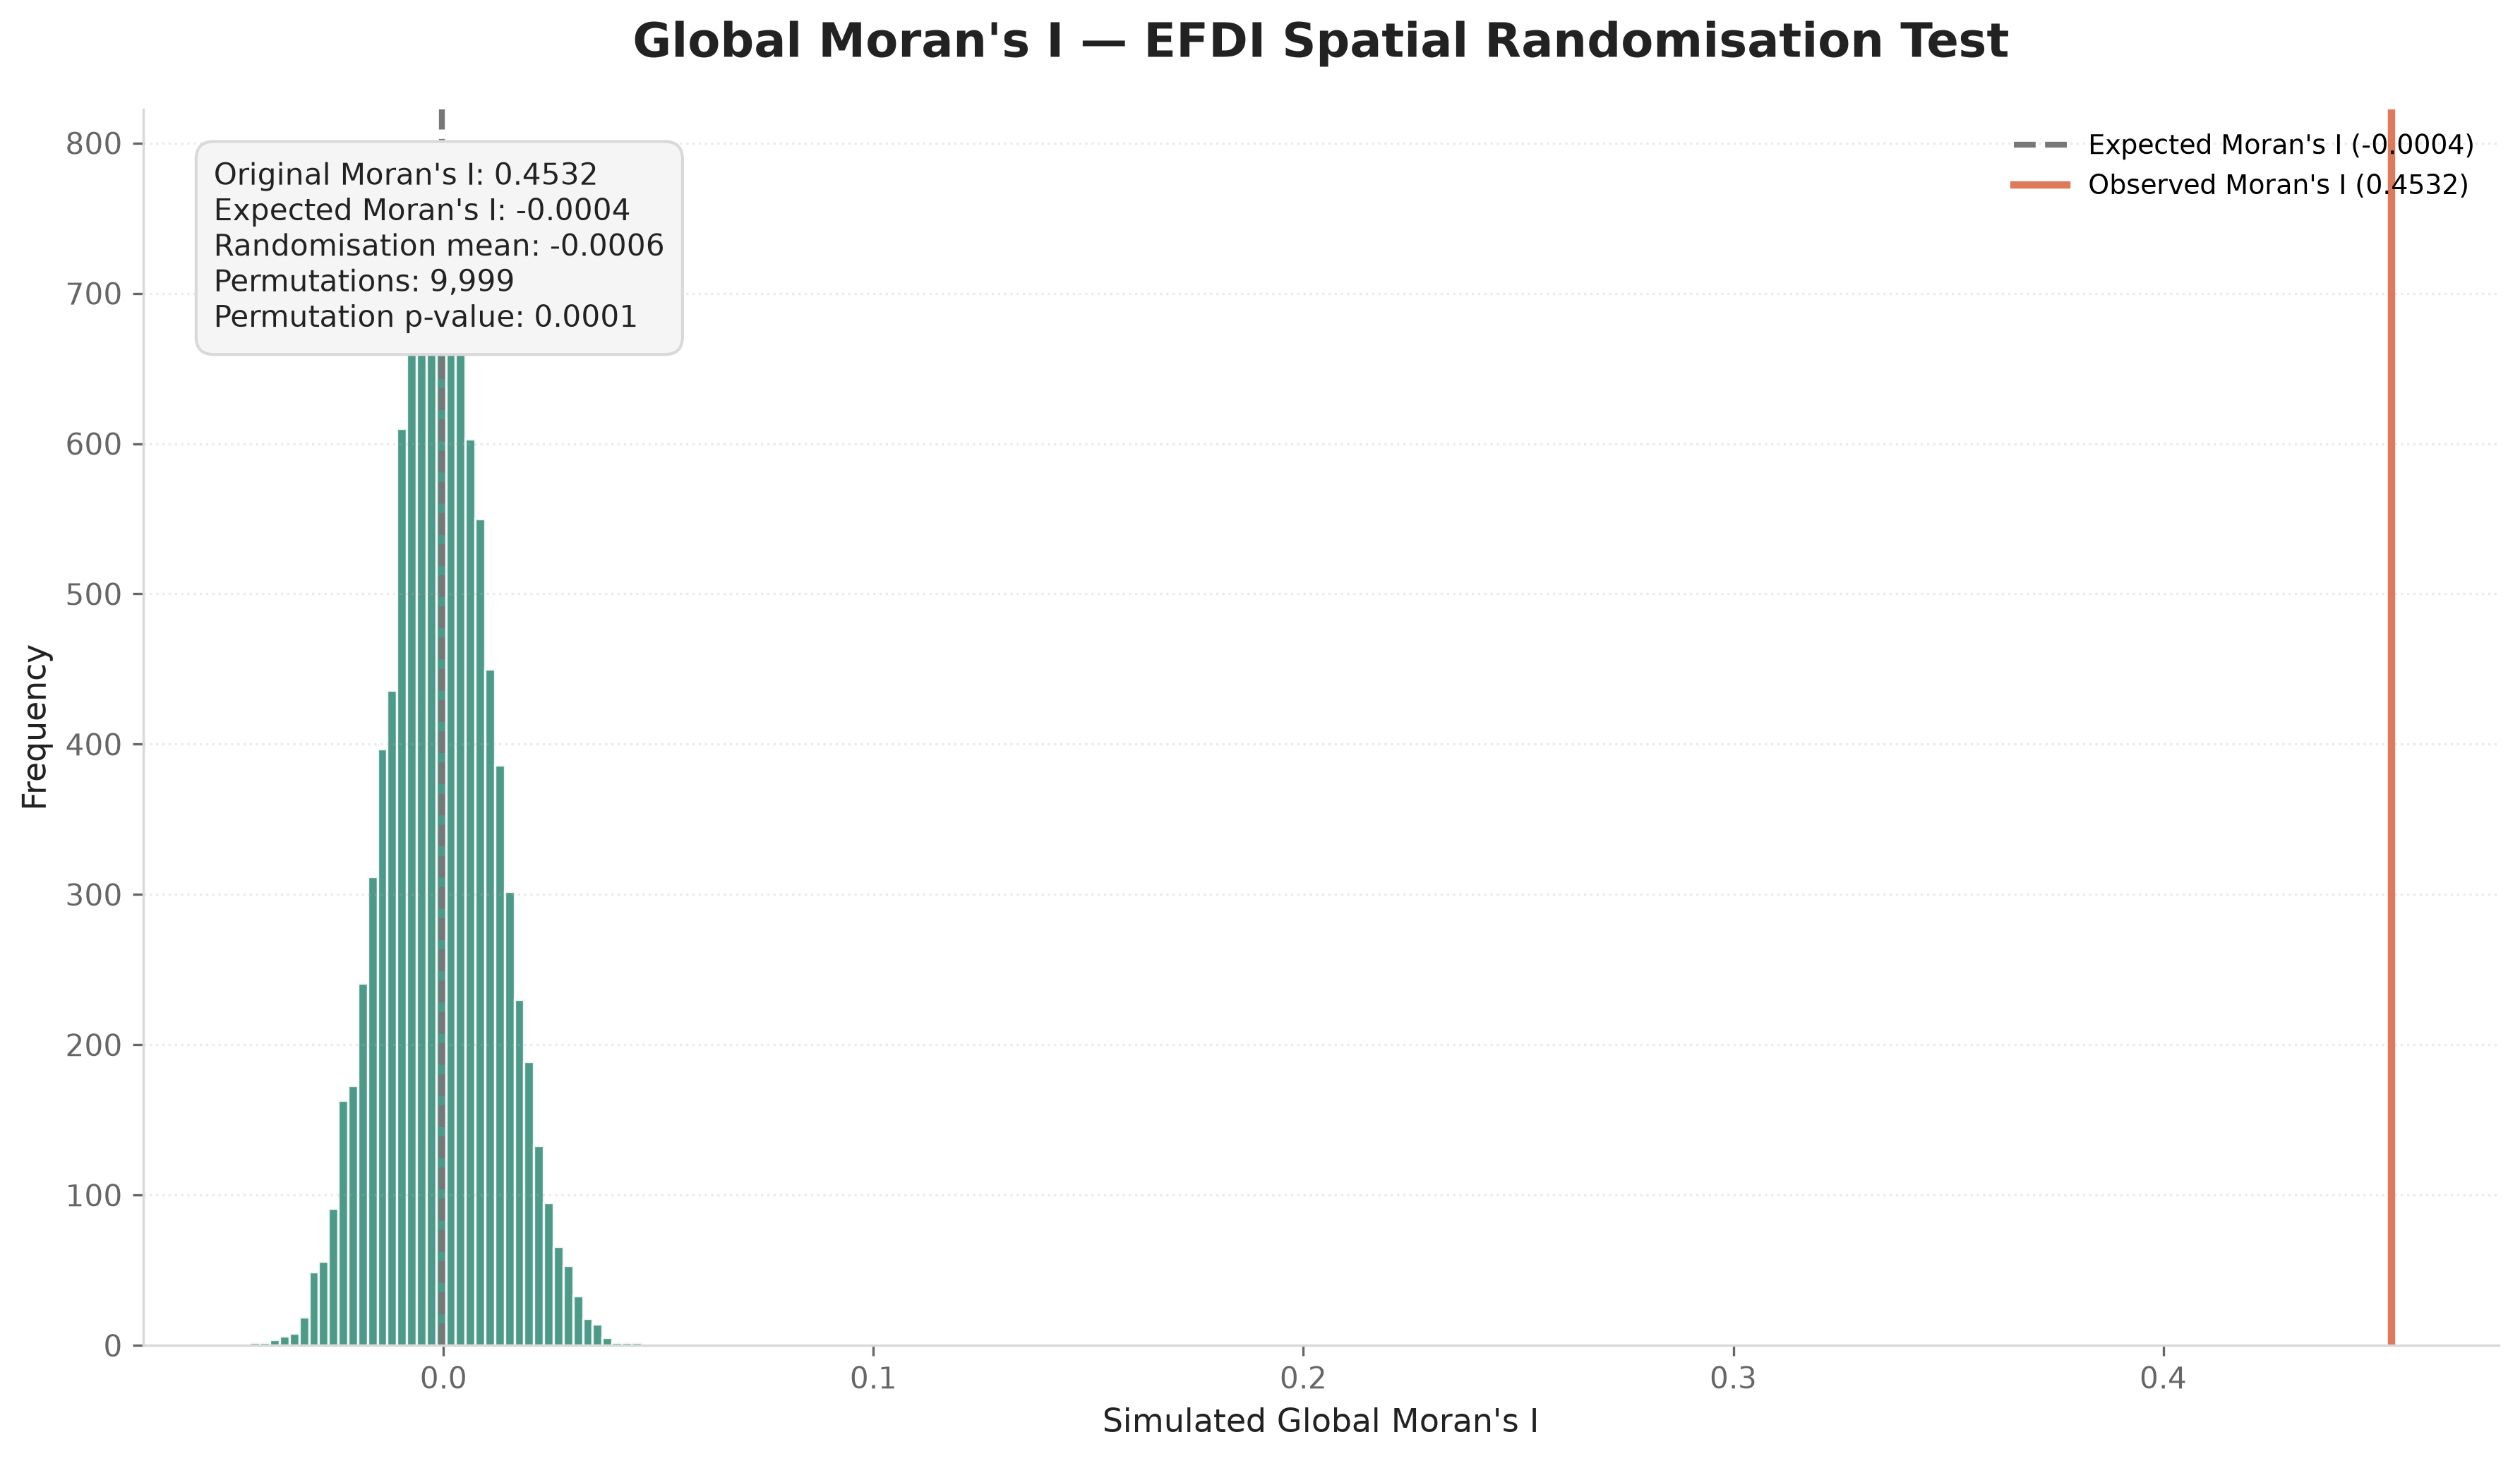 Global Moran's I — EFDI Spatial Randomisation Test
Original Moran's I: 0.4532
Expected Moran's I: -0.0004
Randomisation mean: -0.0006
Permutations: 9,999
Permutation p-value: 0.0001
Expected Moran's I (-0.0004)
Observed Moran's I (0.4532)
Frequency
800
700
600
500
400
300
200
100
0
0.0
0.1
0.2
0.3
0.4
Simulated Global Moran's I